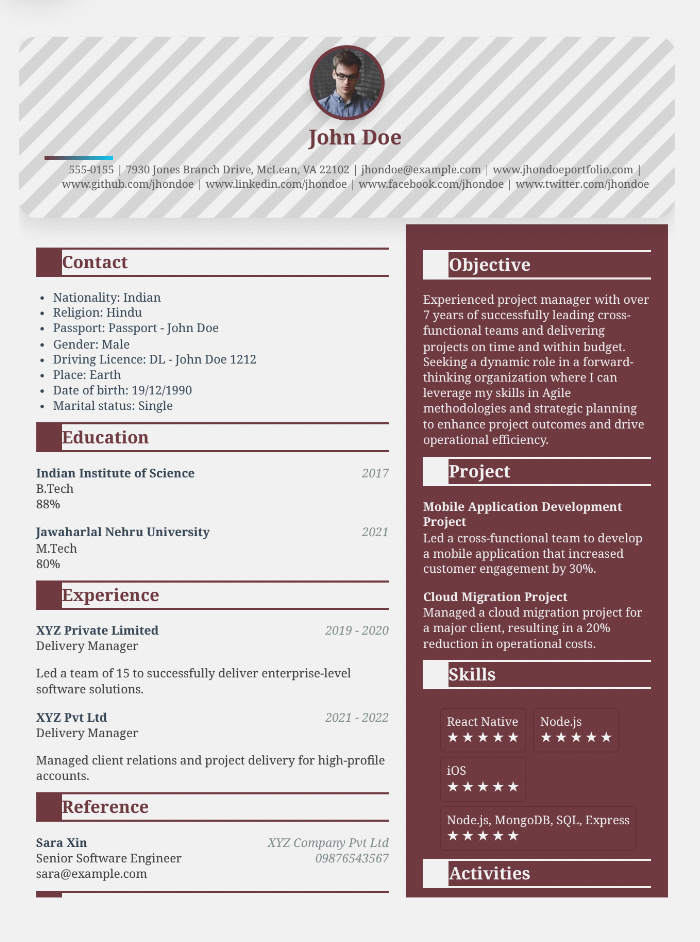 John Doe
555-0155 | 7930 Jones Branch Drive, McLean, VA 22102 | jhondoe@example.com | www.jhondoeportfolio.com |
www.github.com/jhondoe | www.linkedin.com/jhondoe | www.facebook.com/jhondoe | www.twitter.com/jhondoe
Contact
• Nationality: Indian
• Religion: Hindu
• Passport: Passport - John Doe
• Gender: Male
• Driving Licence: DL - John Doe 1212
• Place: Earth
• Date of birth: 19/12/1990
• Marital status: Single
Education
Indian Institute of Science 2017
B.Tech
88%
Jawaharlal Nehru University 2021
M.Tech
80%
Experience
XYZ Private Limited 2019 - 2020
Delivery Manager
Led a team of 15 to successfully deliver enterprise-level
software solutions.
XYZ Pvt Ltd 2021 - 2022
Delivery Manager
Managed client relations and project delivery for high-profile
accounts.
Reference
Sara Xin XYZ Company Pvt Ltd
Senior Software Engineer 09876543567
sara@example.com
Objective
Experienced project manager with over
7 years of successfully leading cross-
functional teams and delivering
projects on time and within budget.
Seeking a dynamic role in a forward-
thinking organization where I can
leverage my skills in Agile
methodologies and strategic planning
to enhance project outcomes and drive
operational efficiency.
Project
Mobile Application Development
Project
Led a cross-functional team to develop
a mobile application that increased
customer engagement by 30%.
Cloud Migration Project
Managed a cloud migration project for
a major client, resulting in a 20%
reduction in operational costs.
Skills
React Native Node.js
★★★★★ ★★★★★
iOS
★★★★★
Node.js, MongoDB, SQL, Express
★★★★★
Activities